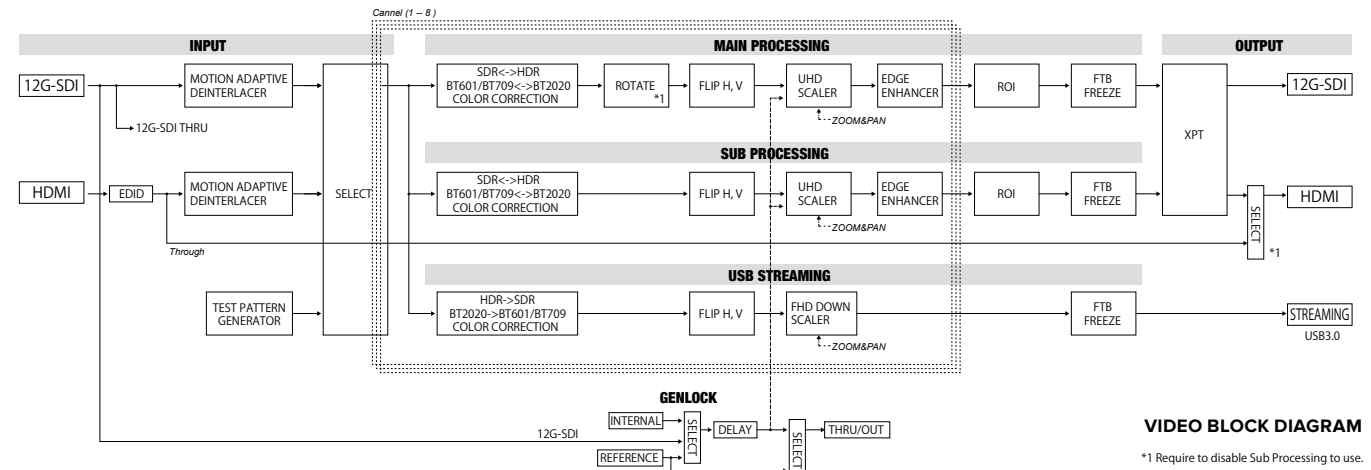 Cannel (1 -- 8 )
INPUT
MAIN PROCESSING
OUTPUT
12G-SDI
MOTION ADAPTIVE
DEINTERLACER
12G-SDI THRU
SDR<->HDR
BT601/BT709<->BT2020
COLOR CORRECTION
ROTATE
*1
FLIP H, V
UHD
SCALER
ZOOM&PAN
EDGE
ENHANCER
ROI
FTB
FREEZE
XPT
12G-SDI
SUB PROCESSING
HDMI
EDID
MOTION ADAPTIVE
DEINTERLACER
SELECT
SDR<->HDR
BT601/BT709<->BT2020
COLOR CORRECTION
FLIP H, V
UHD
SCALER
ZOOM&PAN
EDGE
ENHANCER
ROI
FTB
FREEZE
SELECT
*1
HDMI
Through
USB STREAMING
TEST PATTERN
GENERATOR
HDR->SDR
BT2020->BT601/BT709
COLOR CORRECTION
FLIP H, V
FHD DOWN
SCALER
ZOOM&PAN
FTB
FREEZE
STREAMING
USB3.0
GENLOCK
INTERNAL
12G-SDI
REFERENCE
SELECT
DELAY
SELECT
THRU/OUT
VIDEO BLOCK DIAGRAM
*1 Require to disable Sub Processing to use.